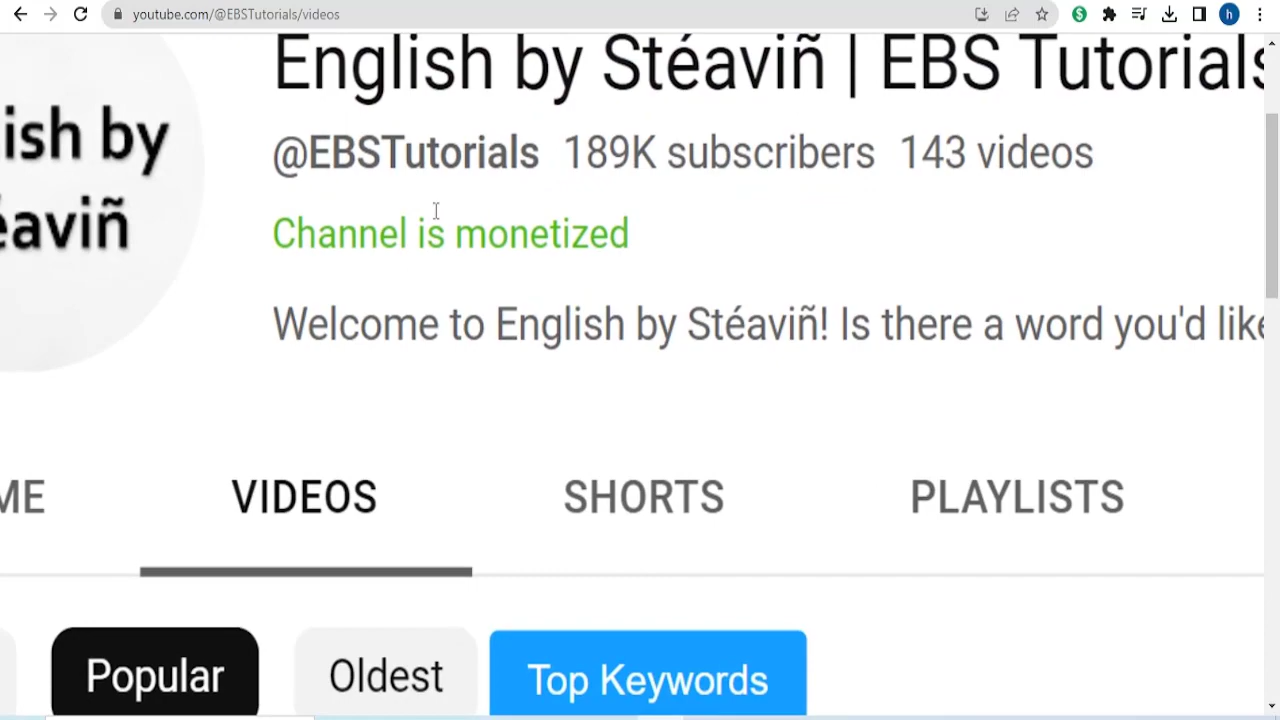 youtube.com/@EBSTutorials/videos
h
English by Stéaviñ | EBS Tutorials
ish by
éaviñ
@EBSTutorials 189K subscribers 143 videos
Channel is monetized
Welcome to English by Stéaviñ! Is there a word you'd like
ME VIDEOS SHORTS PLAYLISTS
Popular Oldest Top Keywords